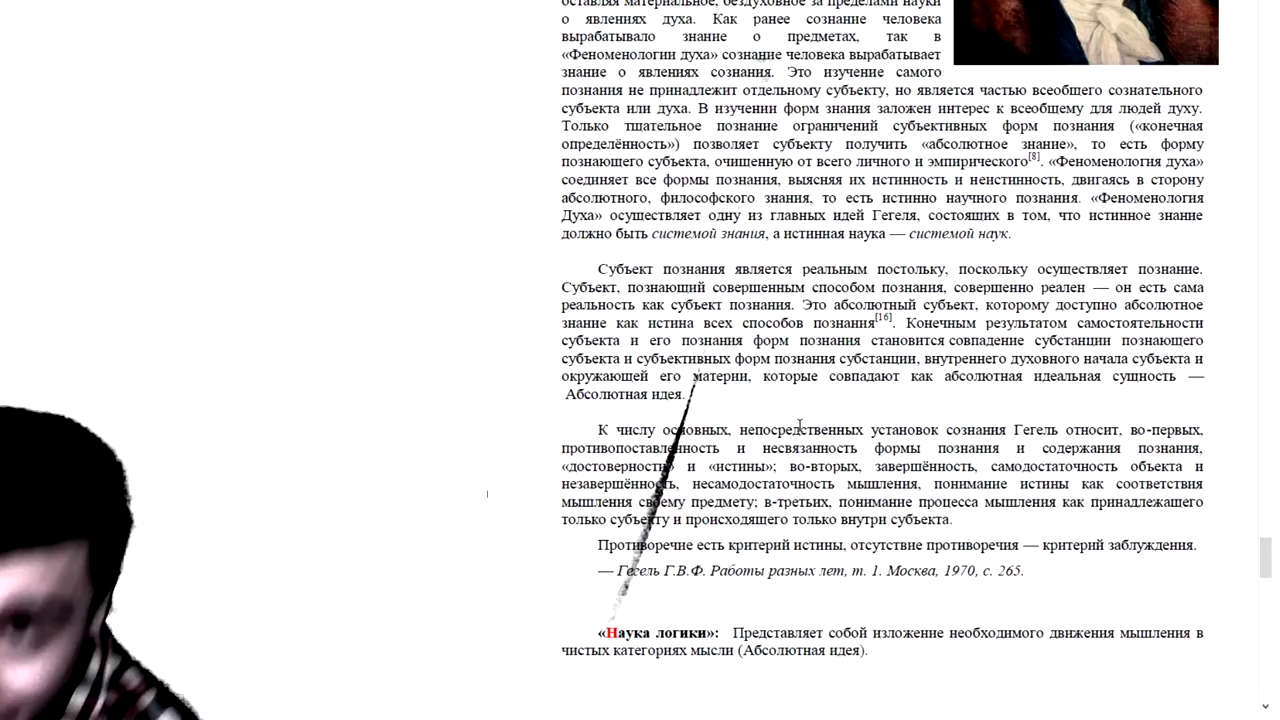 оставляя материальное, бездуховное за пределами науки
о явлениях духа. Как ранее сознание человека
вырабатывало знание о предметах, так в
«Феноменологии духа» сознание человека вырабатывает
знание о явлениях сознания. Это изучение самого
познания не принадлежит отдельному субъекту, но является частью всеобщего сознательного
субъекта или духа. В изучении форм знания заложен интерес к всеобщему для людей духу.
Только тщательное познание ограничений субъективных форм познания («конечная
определённость») позволяет субъекту получить «абсолютное знание», то есть форму
познающего субъекта, очищенную от всего личного и эмпирического[8]. «Феноменология духа»
соединяет все формы познания, выясняя их истинность и неистинность, двигаясь в сторону
абсолютного, философского знания, то есть истинно научного познания. «Феноменология
Духа» осуществляет одну из главных идей Гегеля, состоящих в том, что истинное знание
должно быть системой знания, а истинная наука — системой наук.
Субъект познания является реальным постольку, поскольку осуществляет познание.
Субъект, познающий совершенным способом познания, совершенно реален — он есть сама
реальность как субъект познания. Это абсолютный субъект, которому доступно абсолютное
знание как истина всех способов познания[16]. Конечным результатом самостоятельности
субъекта и его познания форм познания становится совпадение субстанции познающего
субъекта и субъективных форм познания субстанции, внутреннего духовного начала субъекта и
окружающей его материи, которые совпадают как абсолютная идеальная сущность —
Абсолютная идея.
К числу основных, непосредственных установок сознания Гегель относит, во-первых,
противопоставленность и несвязанность формы познания и содержания познания,
«достоверности» и «истины»; во-вторых, завершённость, самодостаточность объекта и
незавершённость, несамодостаточность мышления, понимание истины как соответствия
мышления своему предмету; в-третьих, понимание процесса мышления как принадлежащего
только субъекту и происходящего только внутри субъекта.
Противоречие есть критерий истины, отсутствие противоречия — критерий заблуждения.
— Гегель Г.В.Ф. Работы разных лет, т. 1. Москва, 1970, с. 265.
«Наука логики»: Представляет собой изложение необходимого движения мышления в
чистых категориях мысли (Абсолютная идея).